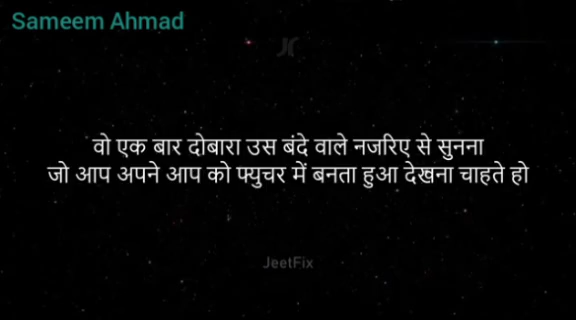 Sameem Ahmad
वो एक बार दोबारा उस बंदे वाले नजरिए से सुनना
जो आप अपने आप को फ्युचर में बनता हुआ देखना चाहते हो
JeetFix